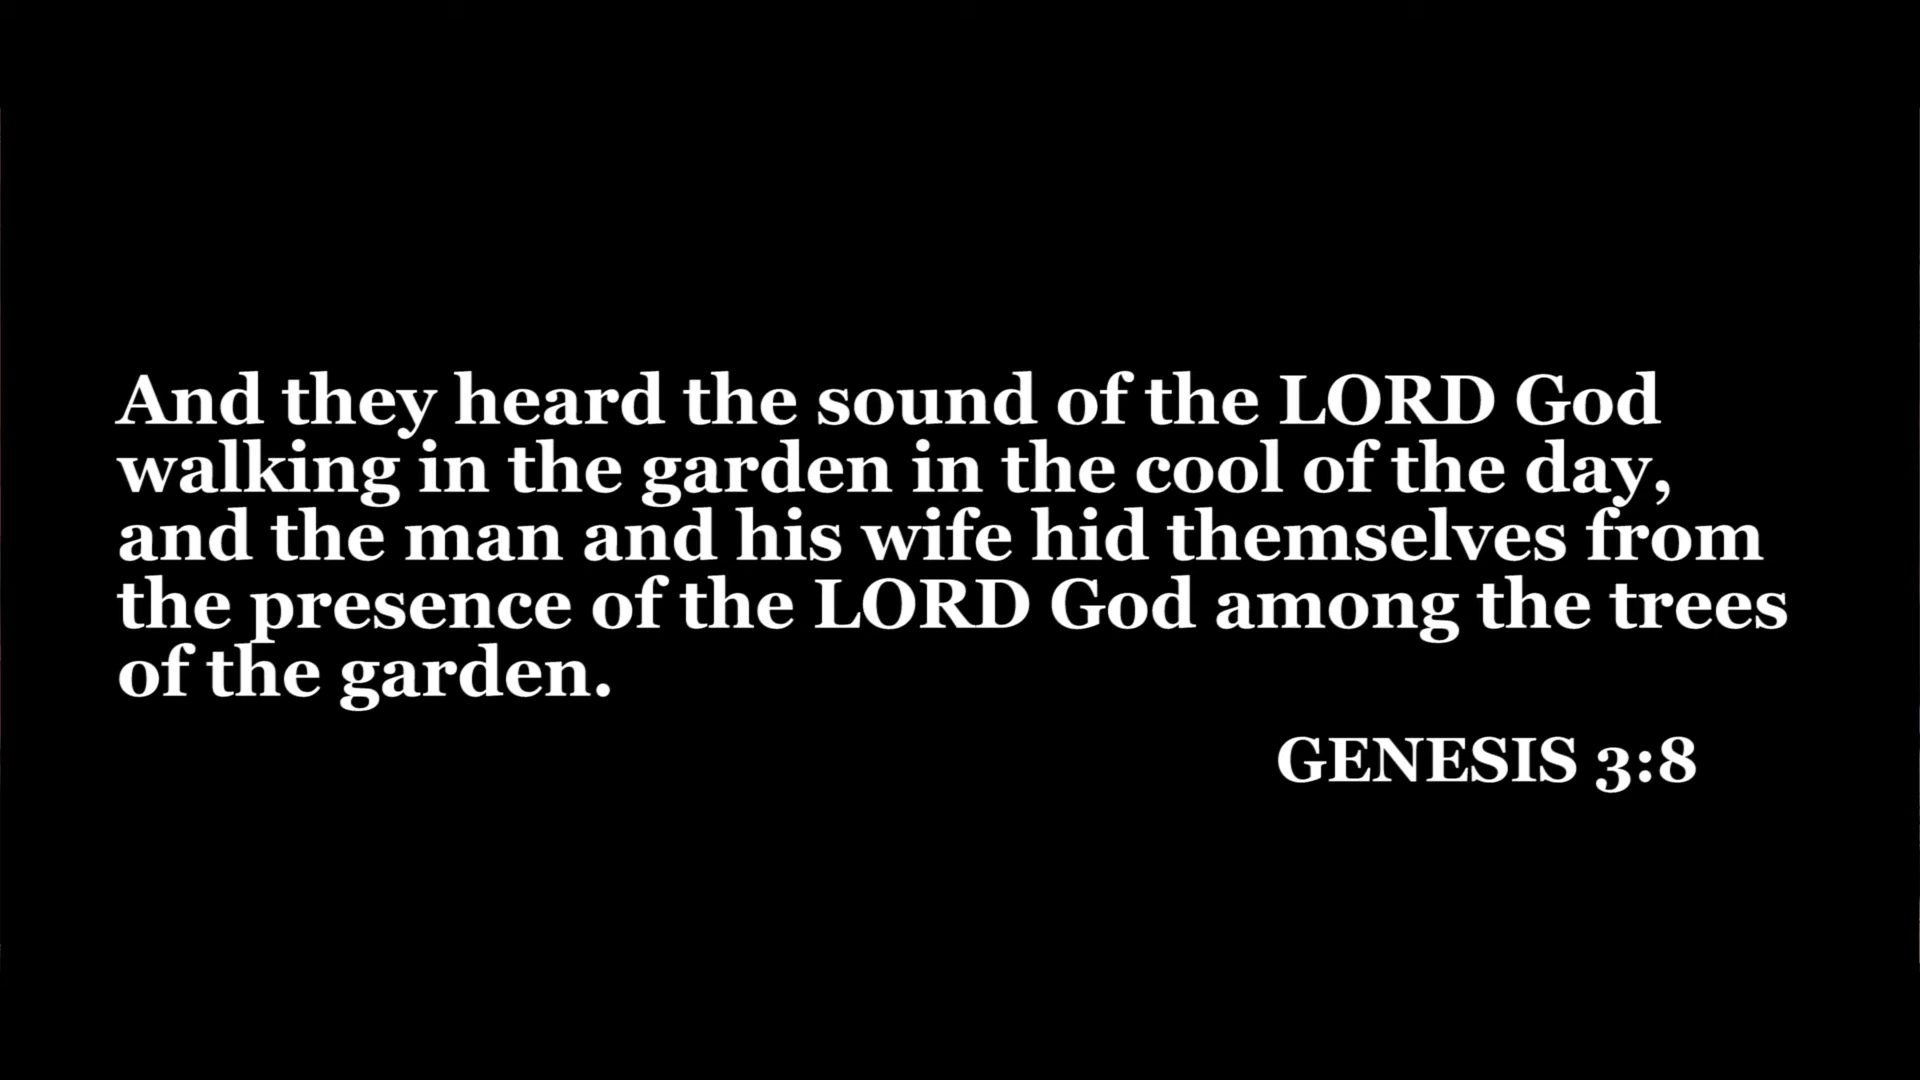 And they heard the sound of the LORD God
walking in the garden in the cool of the day,
and the man and his wife hid themselves from
the presence of the LORD God among the trees
of the garden.
GENESIS 3:8